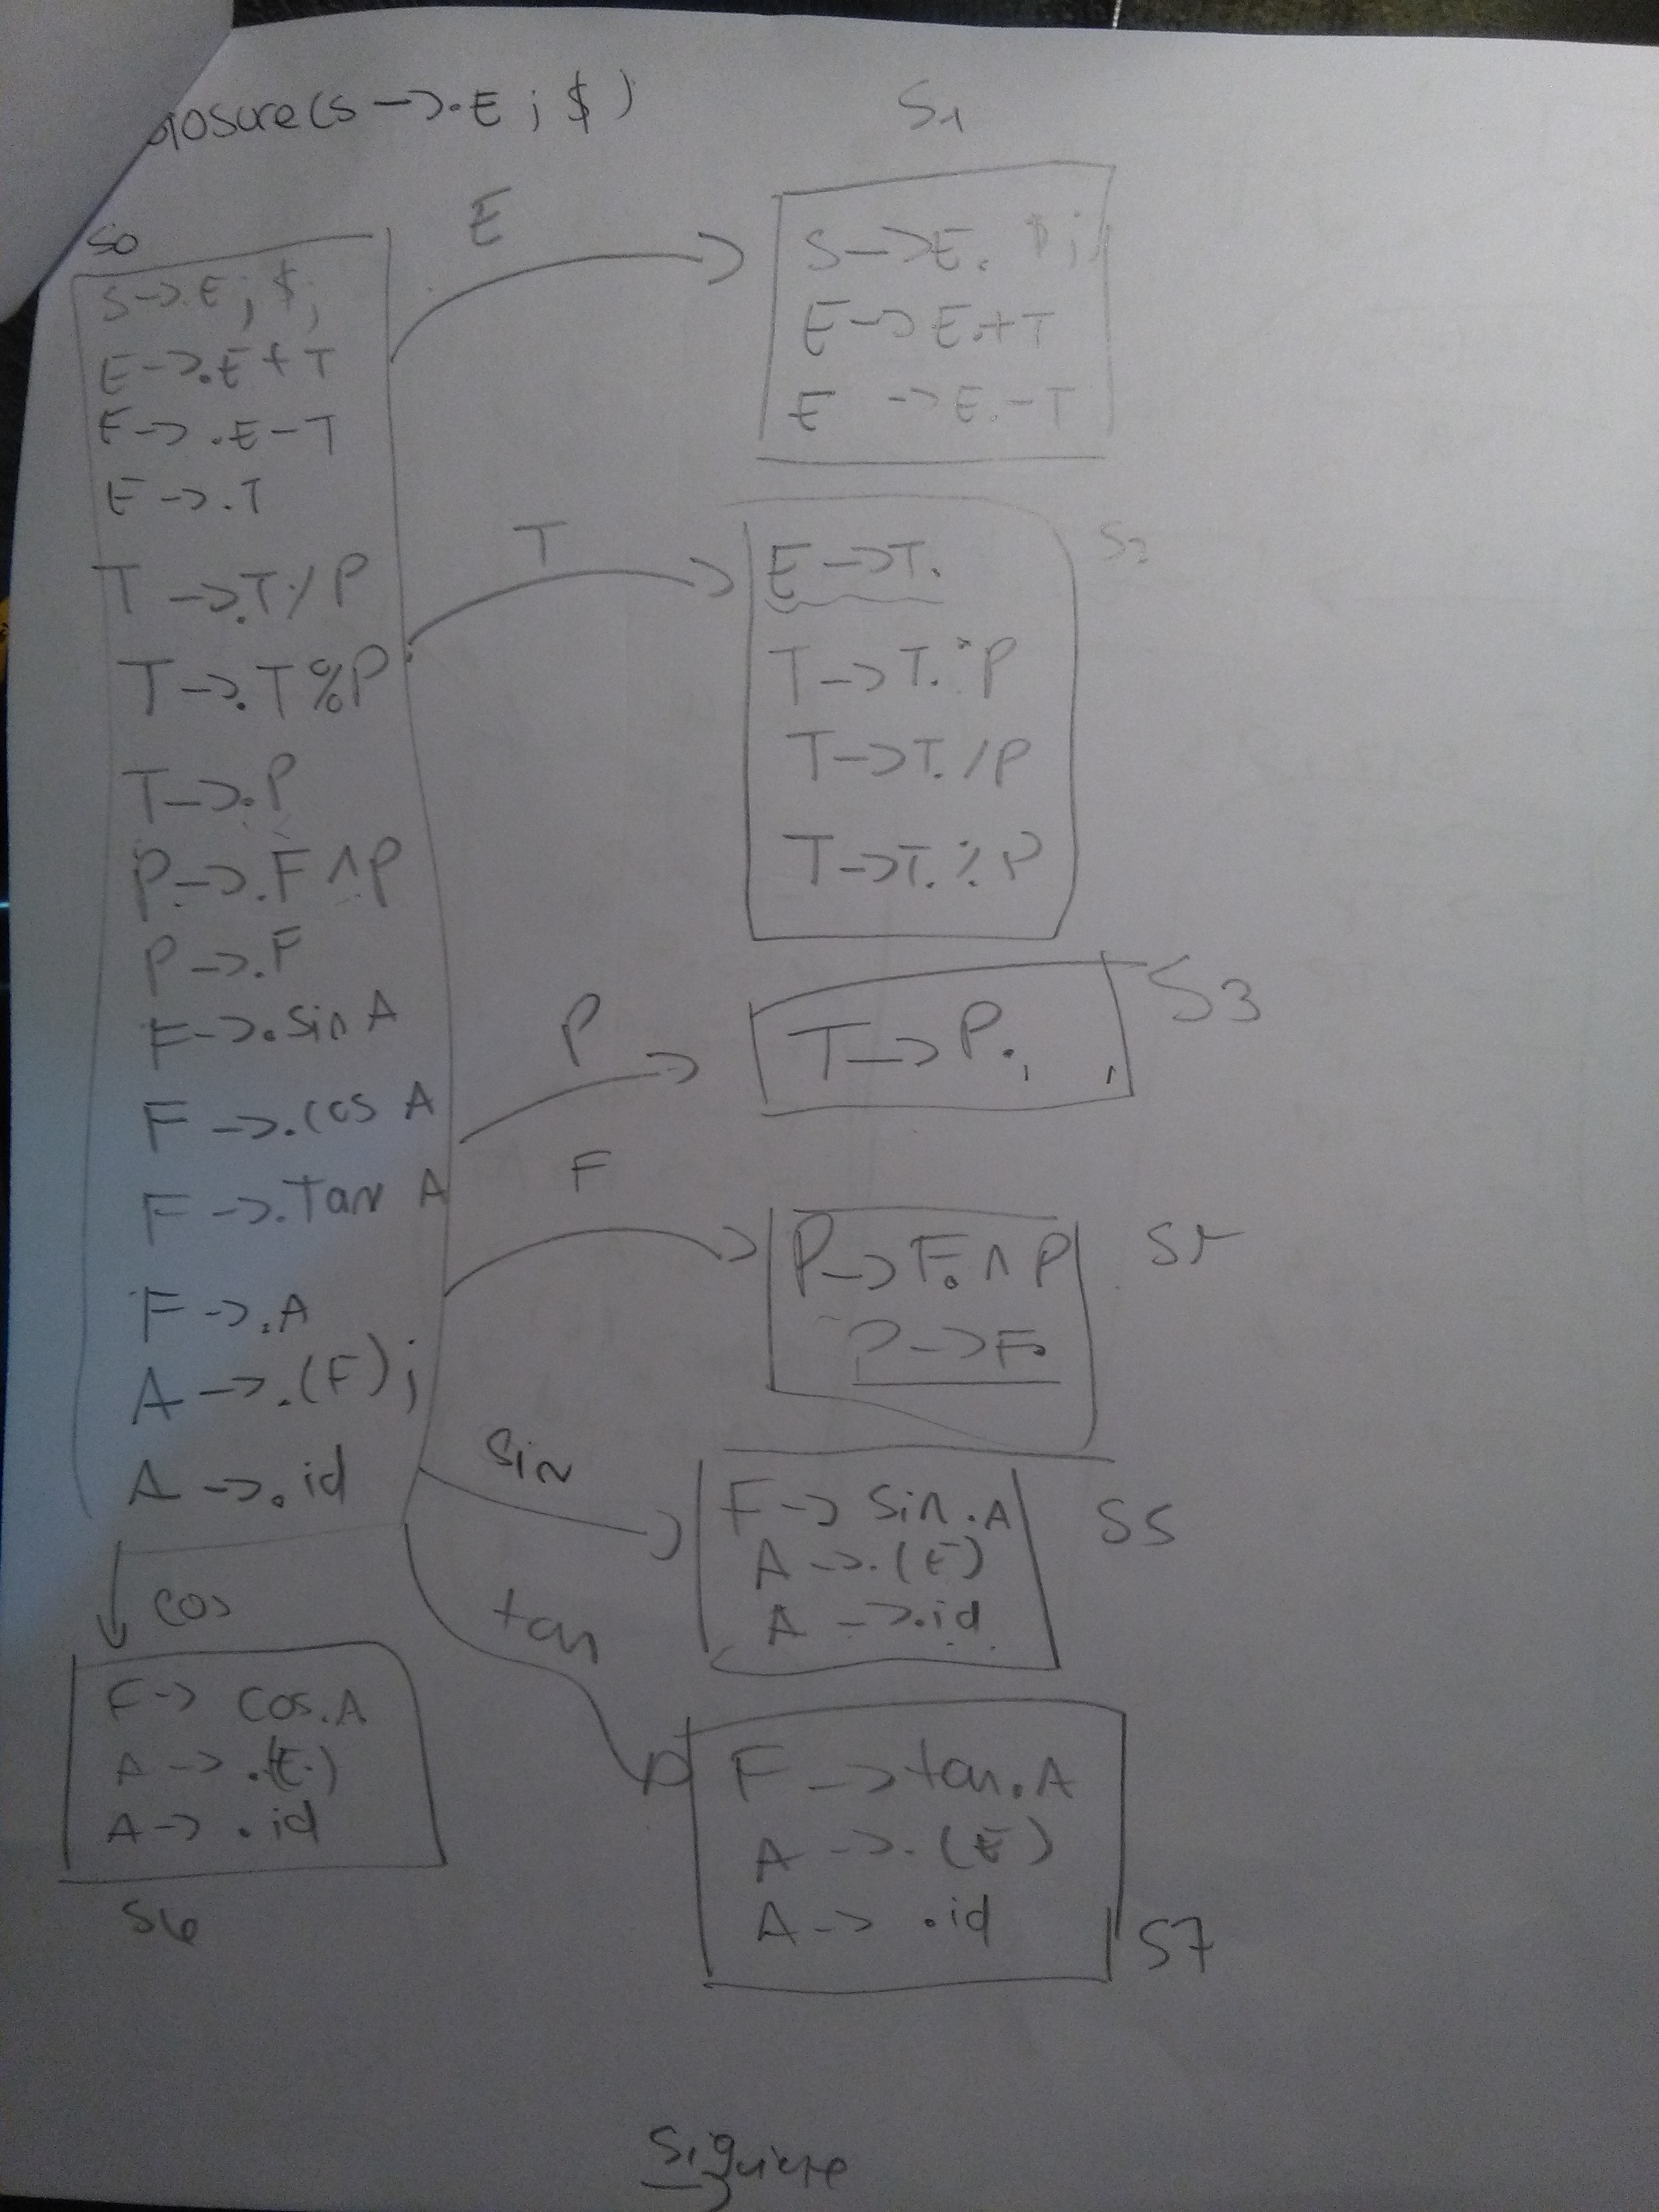 closure(S->.E ; $)
S1
S0
S->.E ; $;
E->.E+T
E->.E-T
E->.T
T->.T/P
T->.T%P
T->.P
P->.F^P
P->.F
F->.sin A
F->.cos A
F->.Tan A
F->.A
A->.(F);
A->.id
E
S->E. $;
E->E.+T
E ->E.-T
T
S2
E->T.
T->T.*P
T->T./P
T->T.%P
P
S3
T->P.
F
P->F.^P
P->F.
sin
S5
F->sin.A
A->.(E)
A->.id
cos
F->cos.A
A->.(E)
A->.id
S6
tan
F->tan.A
A->.(E)
A->.id
S7
Siguiente